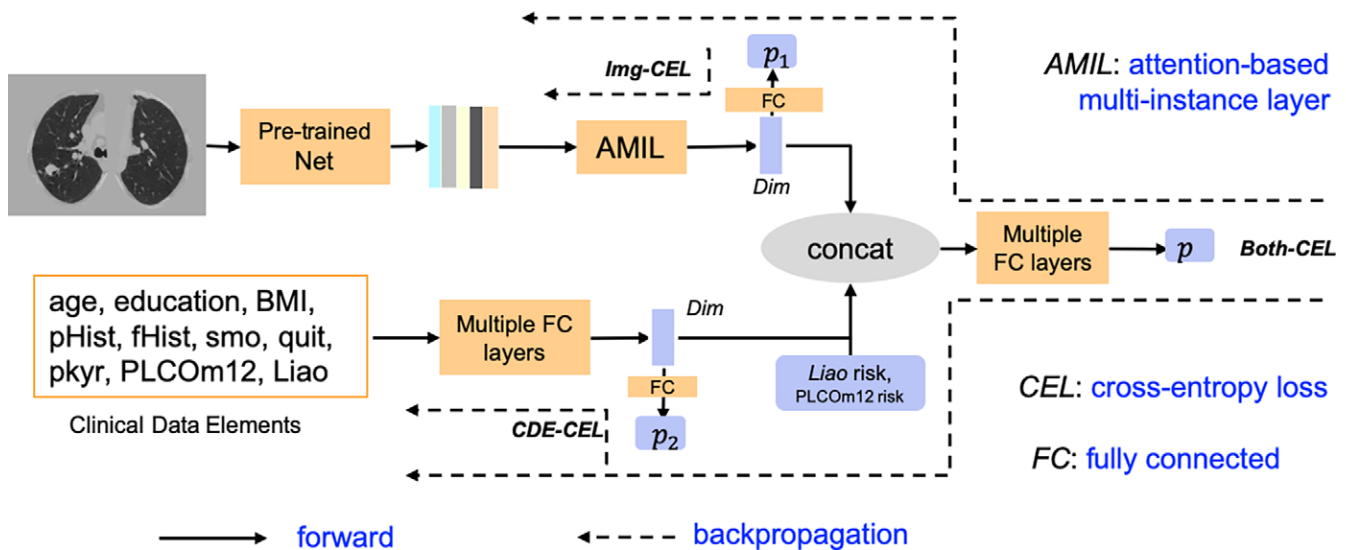 Img-CEL
p₁
FC
AMIL: attention-based
multi-instance layer
Pre-trained
Net
AMIL
Dim
concat
Multiple
FC layers
p
Both-CEL
age, education, BMI,
pHist, fHist, smo, quit,
pkyr, PLCOm12, Liao
Clinical Data Elements
Multiple FC
layers
Dim
FC
p₂
CDE-CEL
Liao risk,
PLCOm12 risk
CEL: cross-entropy loss
FC: fully connected
forward
backpropagation